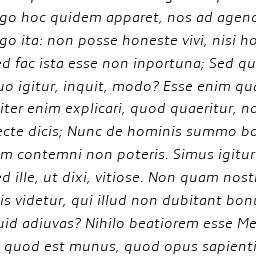 go hoc quidem apparet, nos ad agend
go ita: non posse honeste vivi, nisi ho
ed fac ista esse non inportuna; Sed qu
uo igitur, inquit, modo? Esse enim qua
iter enim explicari, quod quaeritur, no
ecte dicis; Nunc de hominis summo bo
m contemni non poteris. Simus igitur
ed ille, ut dixi, vitiose. Non quam nostr
is videtur, qui illud non dubitant bonu
uid adiuvas? Nihilo beatiorem esse Me
quod est munus, quod opus sapienti